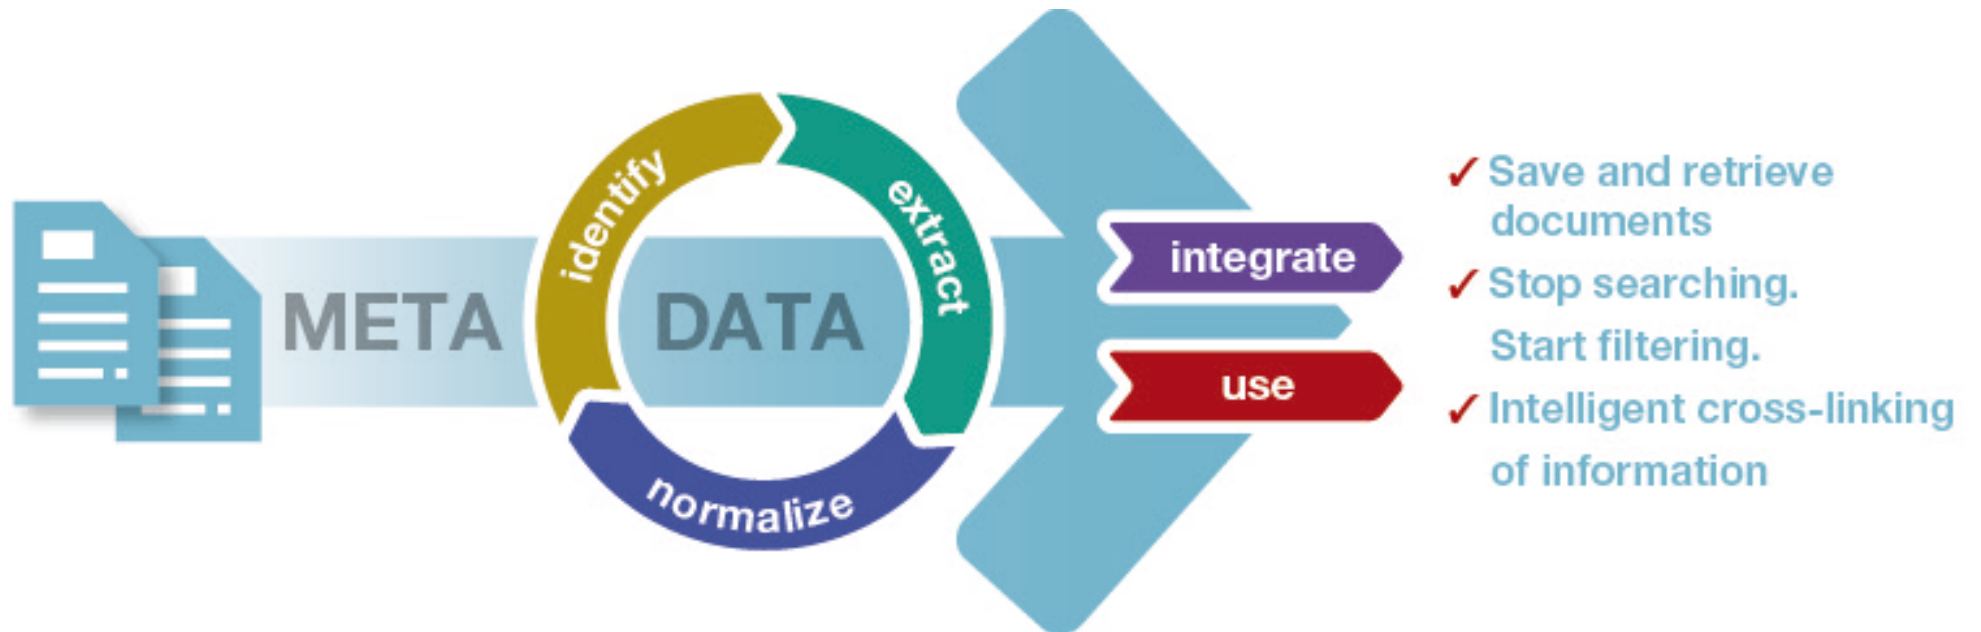 META
DATA
identify
extract
normalize
integrate
use
✓ Save and retrieve
documents
✓ Stop searching.
Start filtering.
✓ Intelligent cross-linking
of information